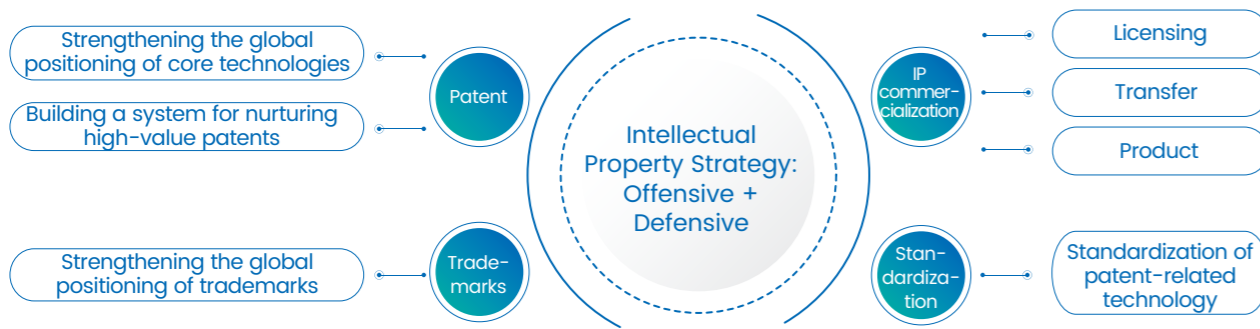 Strengthening the global
positioning of core technologies
Building a system for nurturing
high-value patents
Patent
Strengthening the global
positioning of trademarks
Trade-
marks
Intellectual
Property Strategy:
Offensive +
Defensive
IP
commer-
cialization
Licensing
Transfer
Product
Stan-
dardiza-
tion
Standardization of
patent-related
technology